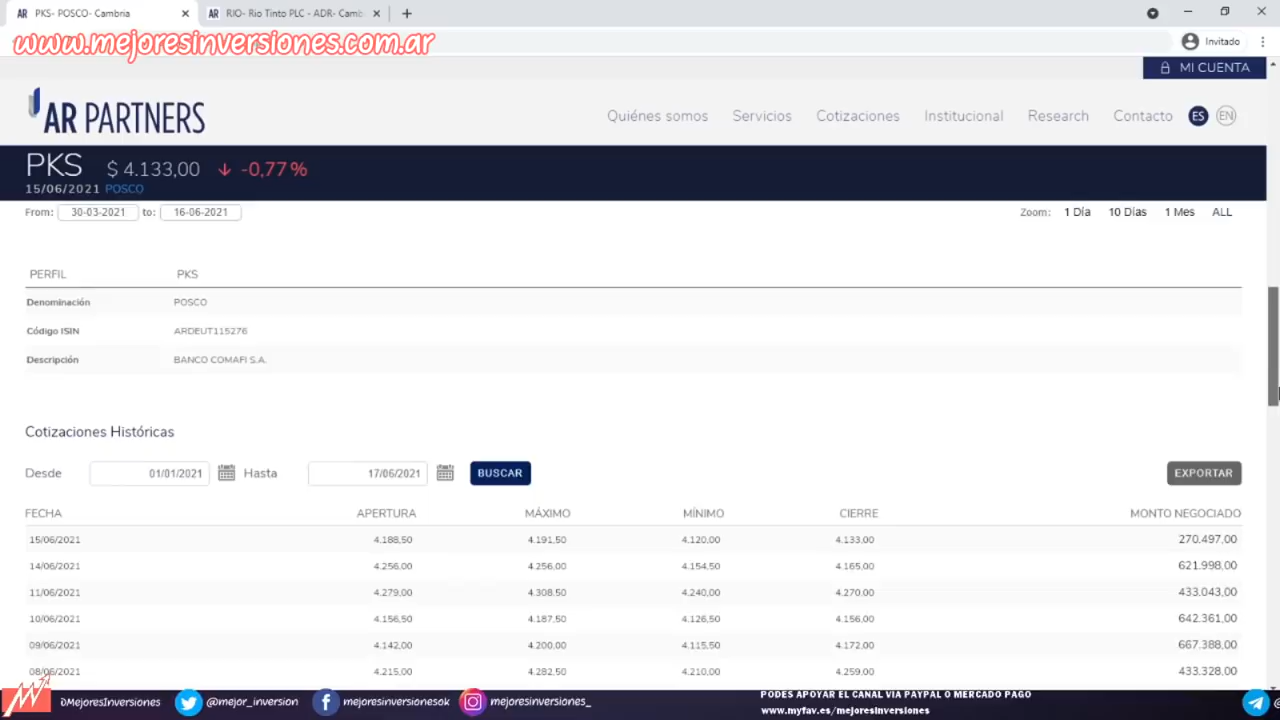 PKS- POSCO- Cambria
RIO- Rio Tinto PLC - ADR- Camb
www.mejoresinversiones.com.ar
Invitado
MI CUENTA
AR PARTNERS
Quiénes somos Servicios Cotizaciones Institucional Research Contacto ES EN
PKS $ 4.133,00 -0,77 %
15/06/2021 POSCO
From: 30-03-2021 to: 16-06-2021 Zoom: 1 Día 10 Días 1 Mes ALL
PERFIL PKS
Denominación POSCO
Código ISIN ARDEUT115276
Descripción BANCO COMAFI S.A.
Cotizaciones Históricas
Desde 01/01/2021 Hasta 17/06/2021 BUSCAR EXPORTAR
FECHA APERTURA MÁXIMO MÍNIMO CIERRE MONTO NEGOCIADO
15/06/2021 4.188,50 4.191,50 4.120,00 4.133,00 270.497,00
14/06/2021 4.256,00 4.256,00 4.154,50 4.165,00 621.998,00
11/06/2021 4.279,00 4.308,50 4.240,00 4.270,00 433.043,00
10/06/2021 4.156,50 4.187,50 4.126,50 4.156,00 642.361,00
09/06/2021 4.142,00 4.200,00 4.115,50 4.172,00 667.388,00
08/06/2021 4.215,00 4.282,50 4.210,00 4.259,00 433.328,00
@MejoresInversiones @mejor_inversion mejoresinversionesok mejoresinversiones_
PODES APOYAR EL CANAL VIA PAYPAL O MERCADO PAGO
www.myfav.es/mejoresinversiones